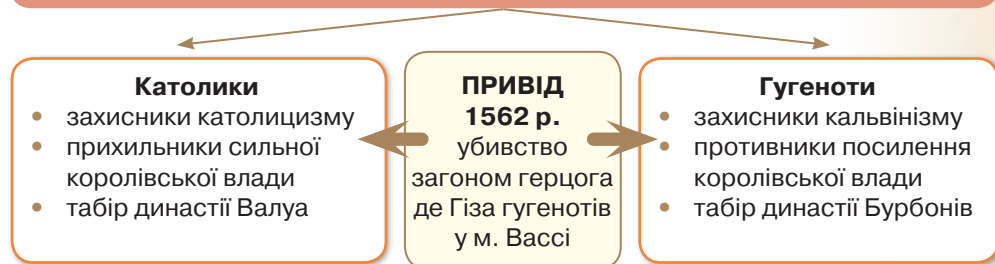 Католики
• захисники католицизму
• прихильники сильної
королівської влади
• табір династії Валуа
ПРИВІД
1562 р.
убивство
загоном герцога
де Гіза гугенотів
у м. Вассі
Гугеноти
• захисники кальвінізму
• противники посилення
королівської влади
• табір династії Бурбонів